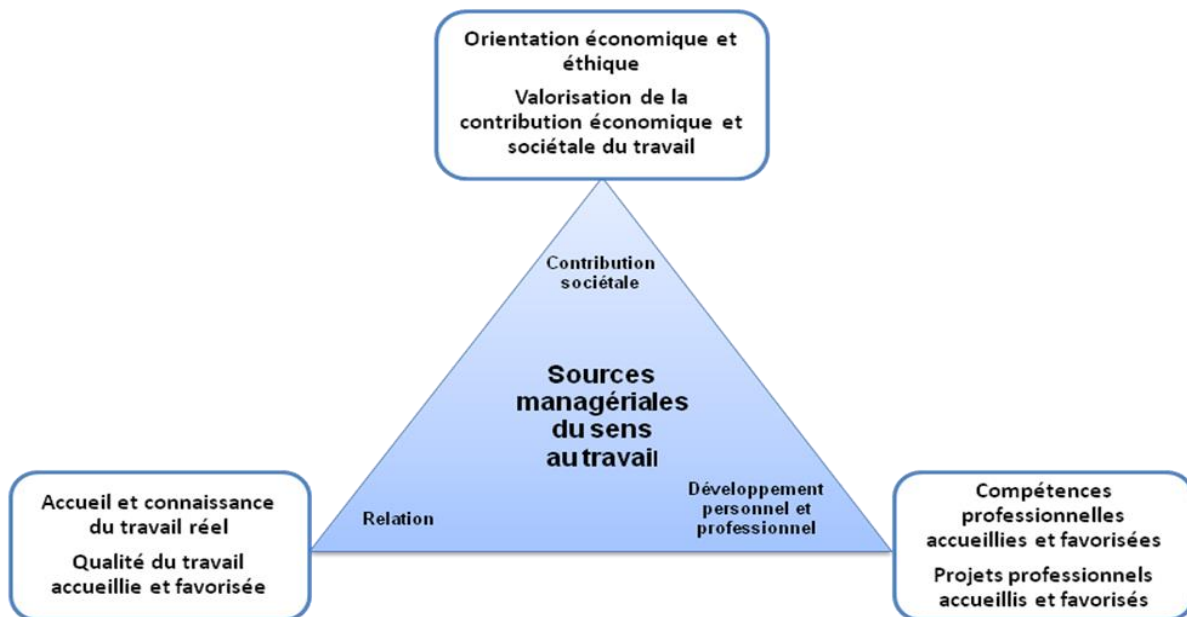 Orientation économique et
éthique
Valorisation de la
contribution économique et
sociétale du travail
Contribution
sociétale
Sources
managériales
du sens
au travail
Relation
Développement
personnel et
professionnel
Accueil et connaissance
du travail réel
Qualité du travail
accueillie et favorisée
Compétences
professionnelles
accueillies et favorisées
Projets professionnels
accueillis et favorisés